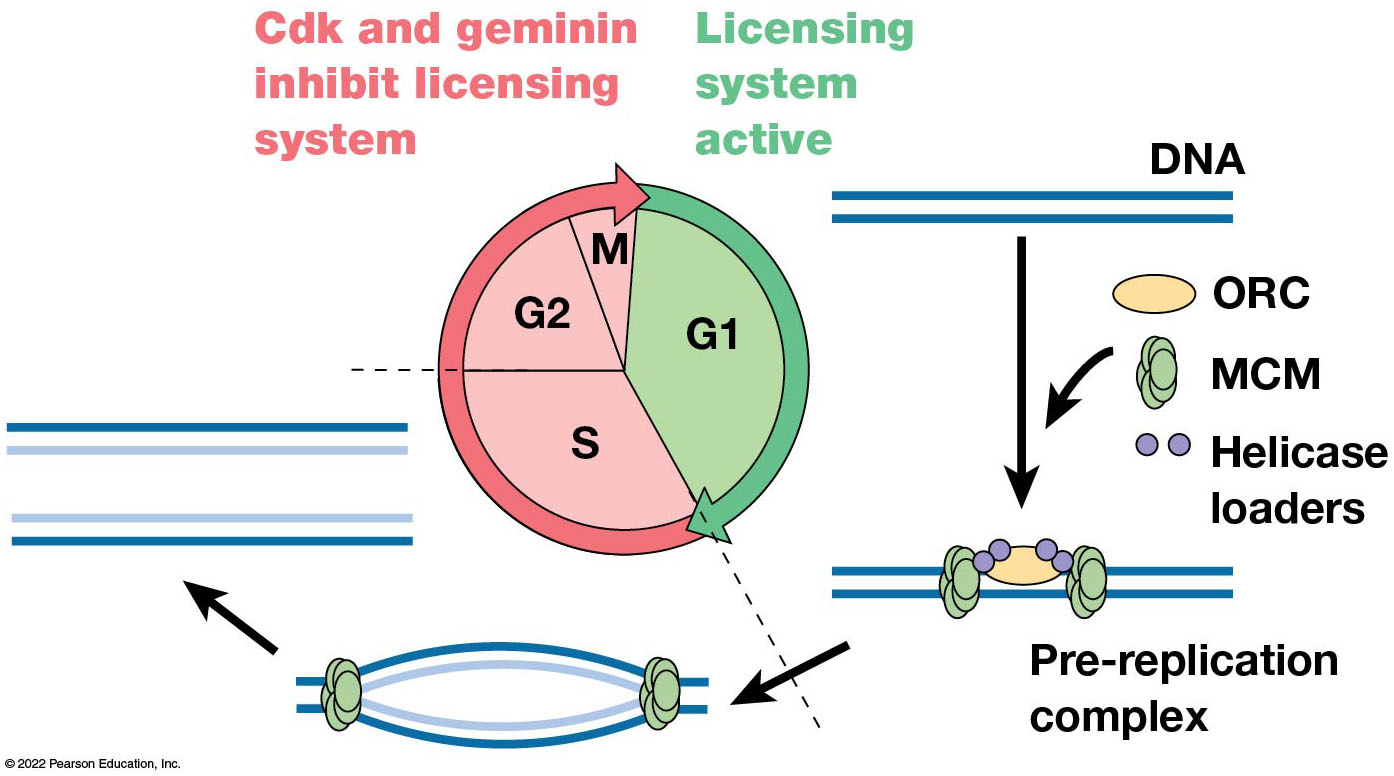 Cdk and geminin
inhibit licensing
system
Licensing
system
active
DNA
ORC
MCM
Helicase
loaders
M
G2
G1
S
Pre-replication
complex
© 2022 Pearson Education, Inc.